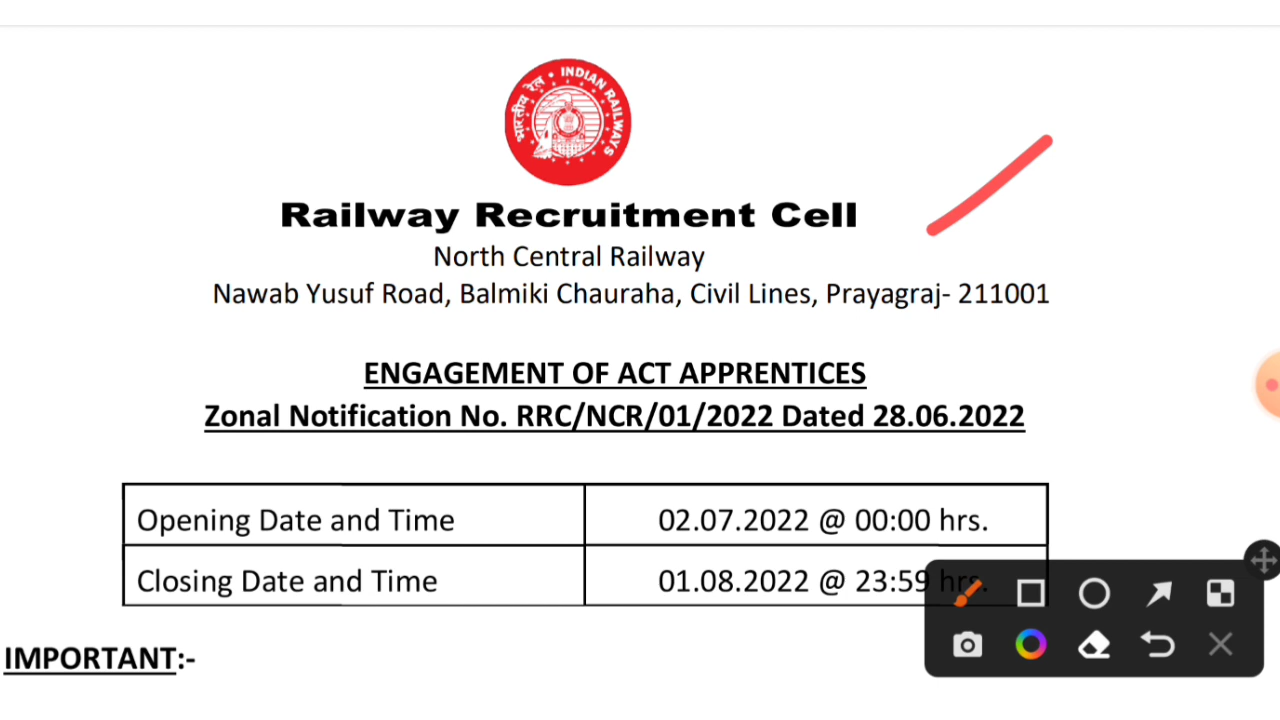 भारतीय रेल • INDIAN RAILWAYS
Railway Recruitment Cell
North Central Railway
Nawab Yusuf Road, Balmiki Chauraha, Civil Lines, Prayagraj- 211001
ENGAGEMENT OF ACT APPRENTICES
Zonal Notification No. RRC/NCR/01/2022 Dated 28.06.2022
Opening Date and Time 02.07.2022 @ 00:00 hrs.
Closing Date and Time 01.08.2022 @ 23:59 hrs.
IMPORTANT:-